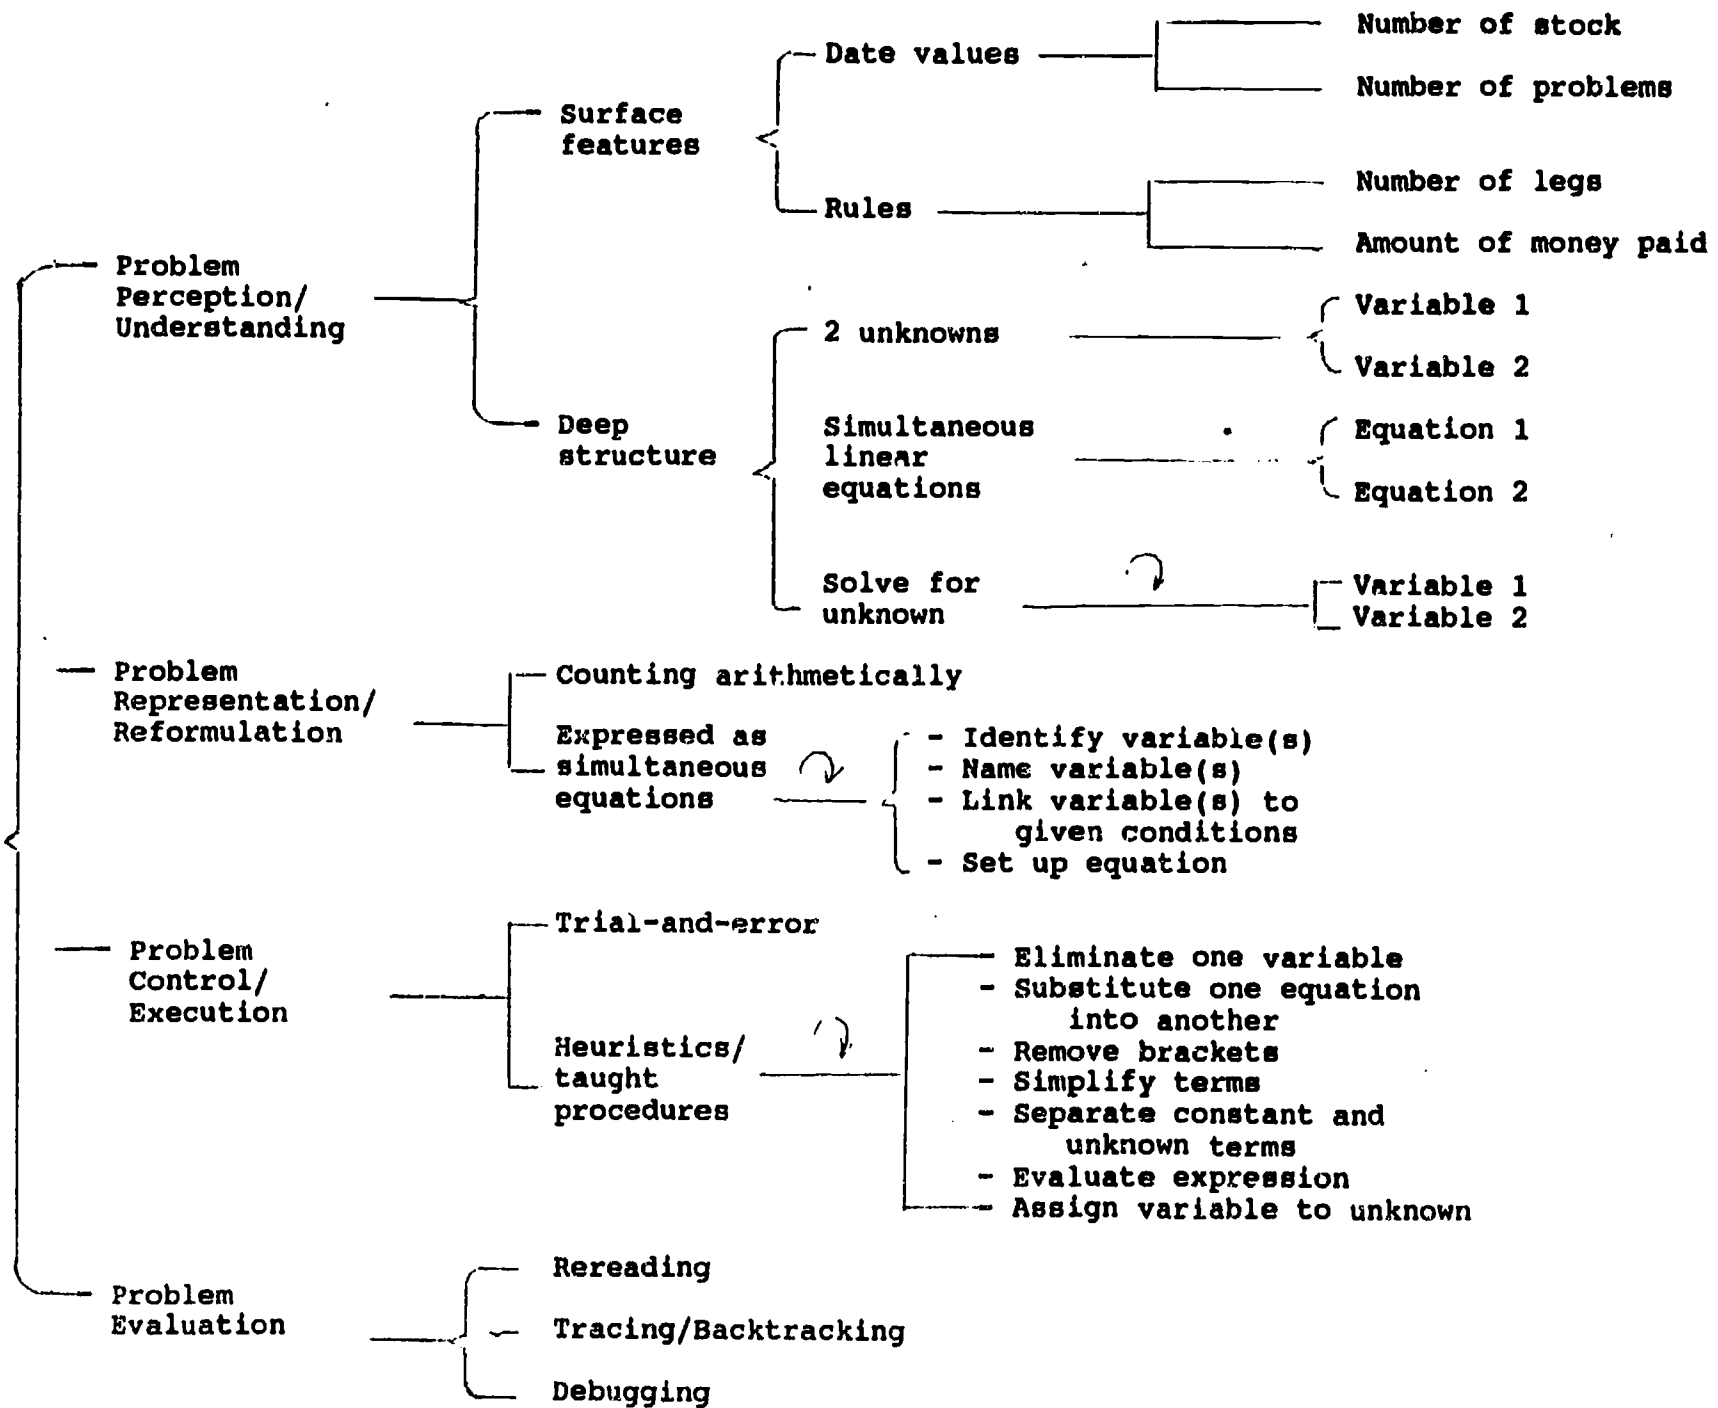 Number of stock
Date values
Number of problems
Surface
features
Number of legs
Rules
Amount of money paid
Problem
Perception/
Understanding
Variable 1
2 unknowns
Variable 2
Deep
structure
Simultaneous
linear
equations
Equation 1
Equation 2
Solve for
unknown
Variable 1
Variable 2
Problem
Representation/
Reformulation
Counting arithmetically
Expressed as
simultaneous
equations
- Identify variable(s)
- Name variable(s)
- Link variable(s) to
given conditions
- Set up equation
Problem
Control/
Execution
Trial-and-error
Heuristics/
taught
procedures
- Eliminate one variable
- Substitute one equation
into another
- Remove brackets
- Simplify terms
- Separate constant and
unknown terms
- Evaluate expression
- Assign variable to unknown
Problem
Evaluation
Rereading
Tracing/Backtracking
Debugging